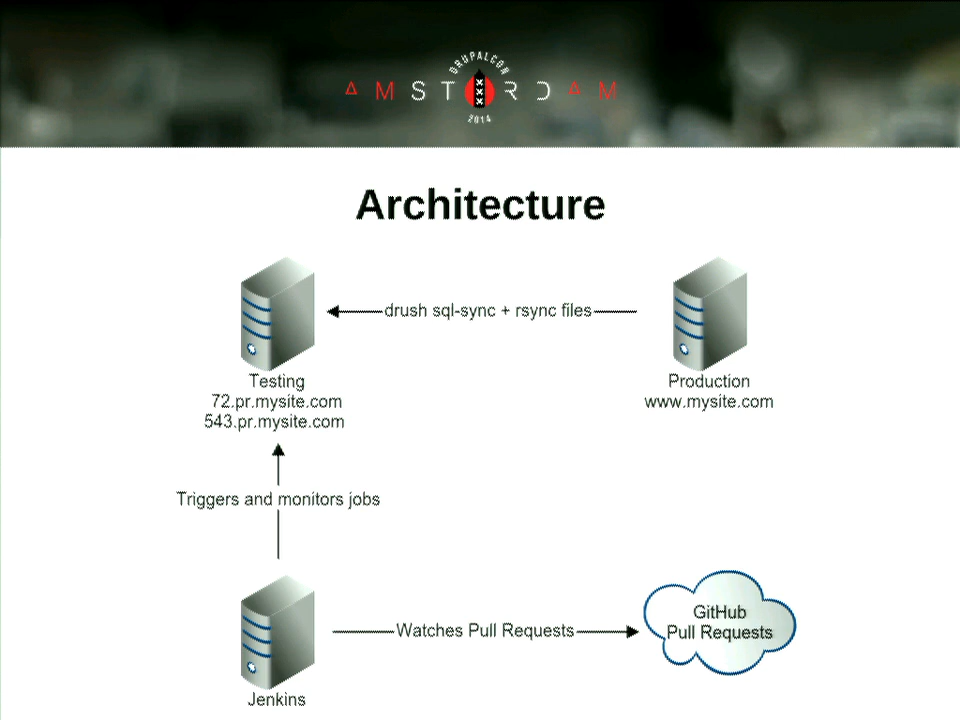 DRUPALCON
AMSTERDAM
2014
Architecture
drush sql-sync + rsync files
Testing
72.pr.mysite.com
543.pr.mysite.com
Production
www.mysite.com
Triggers and monitors jobs
Watches Pull Requests
GitHub
Pull Requests
Jenkins